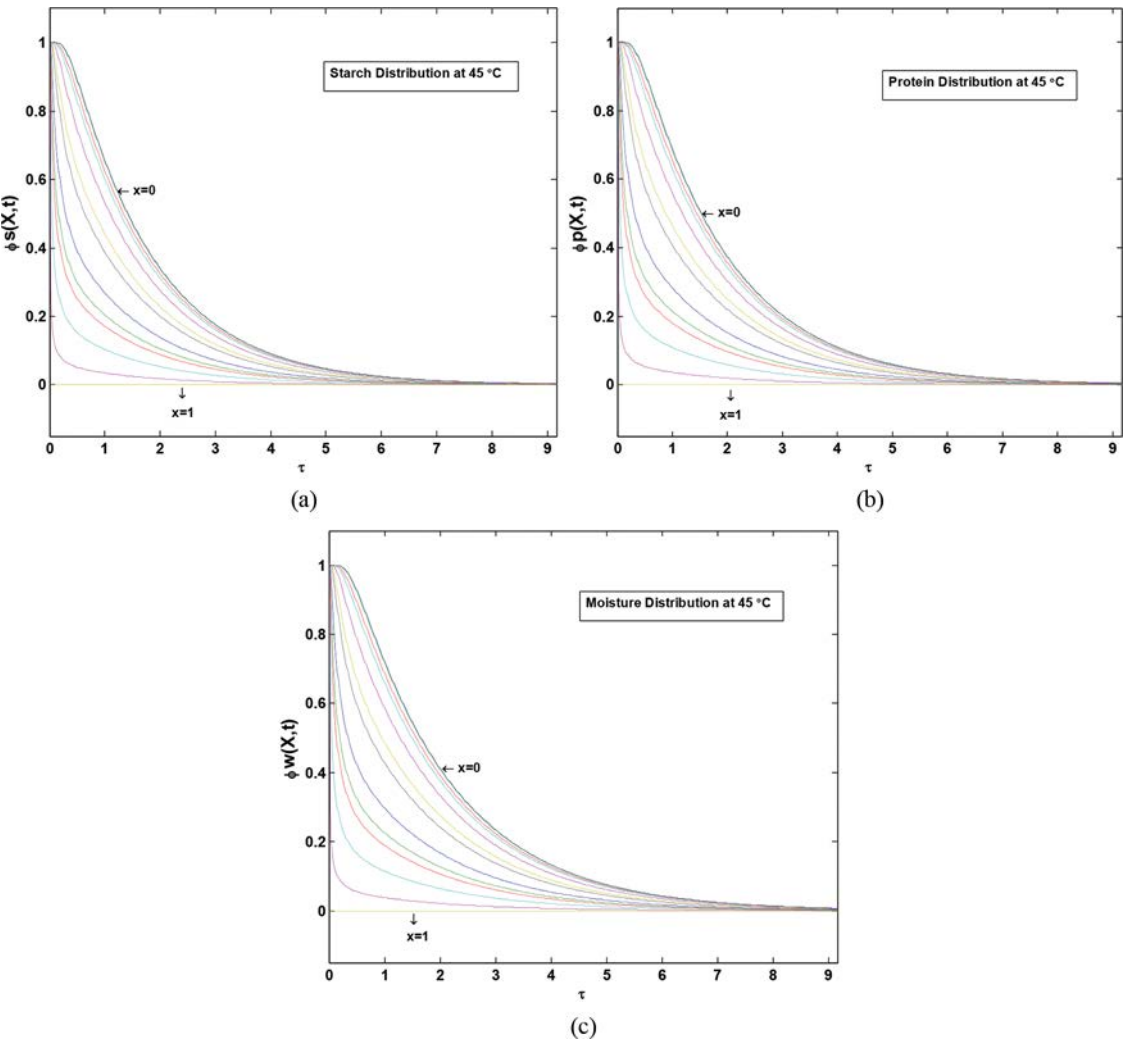 Starch Distribution at 45 °C
ϕ s(X,t)
1
0.8
0.6
0.4
0.2
0
← x=0
↓
x=1
0 1 2 3 4 5 6 7 8 9
τ
(a)
Protein Distribution at 45 °C
ϕ p(X,t)
1
0.8
0.6
0.4
0.2
0
← x=0
↓
x=1
0 1 2 3 4 5 6 7 8 9
τ
(b)
Moisture Distribution at 45 °C
ϕ w(X,t)
1
0.8
0.6
0.4
0.2
0
← x=0
↓
x=1
0 1 2 3 4 5 6 7 8 9
τ
(c)